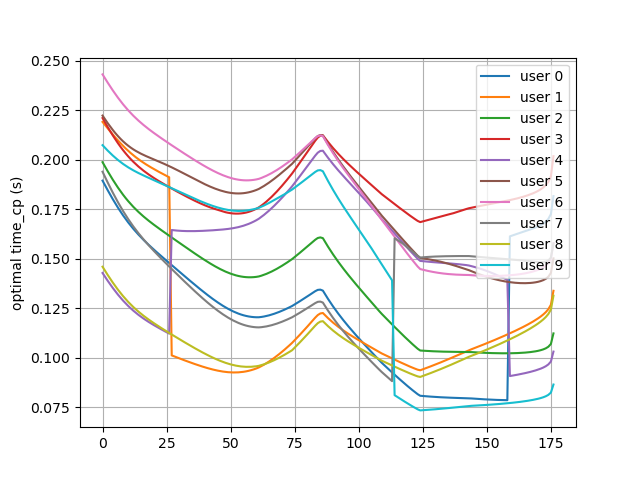 0.250
0.225
0.200
0.175
0.150
0.125
0.100
0.075
optimal time_cp (s)
0 25 50 75 100 125 150 175
user 0
user 1
user 2
user 3
user 4
user 5
user 6
user 7
user 8
user 9